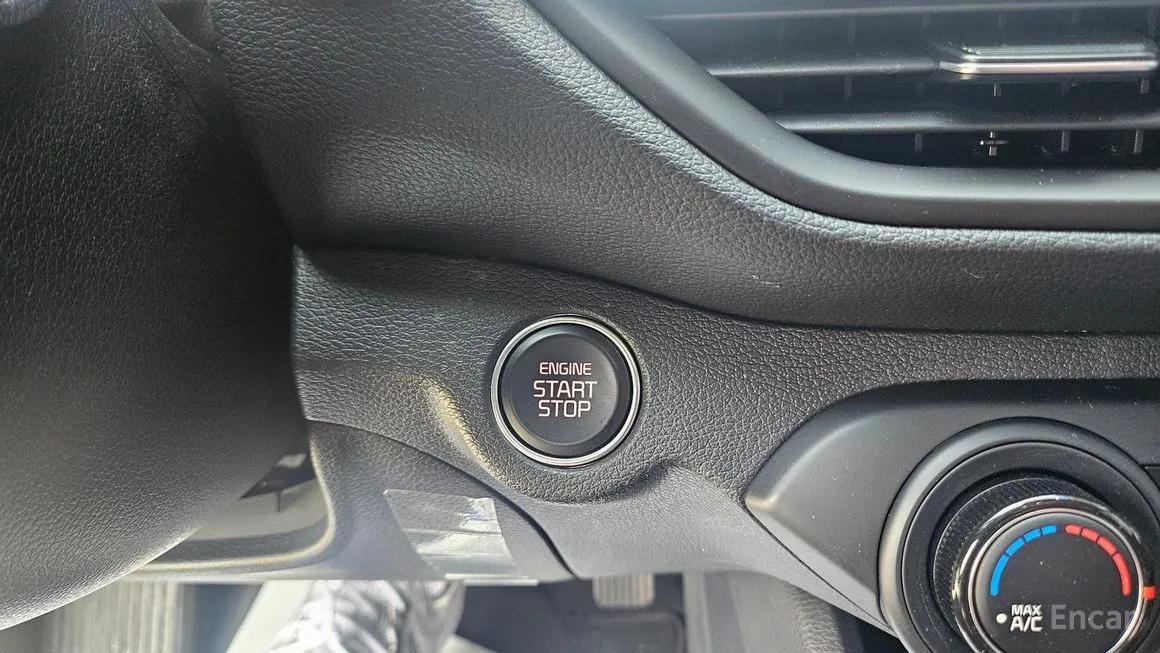 ENGINE
START
STOP
MAX
A/C
Encar